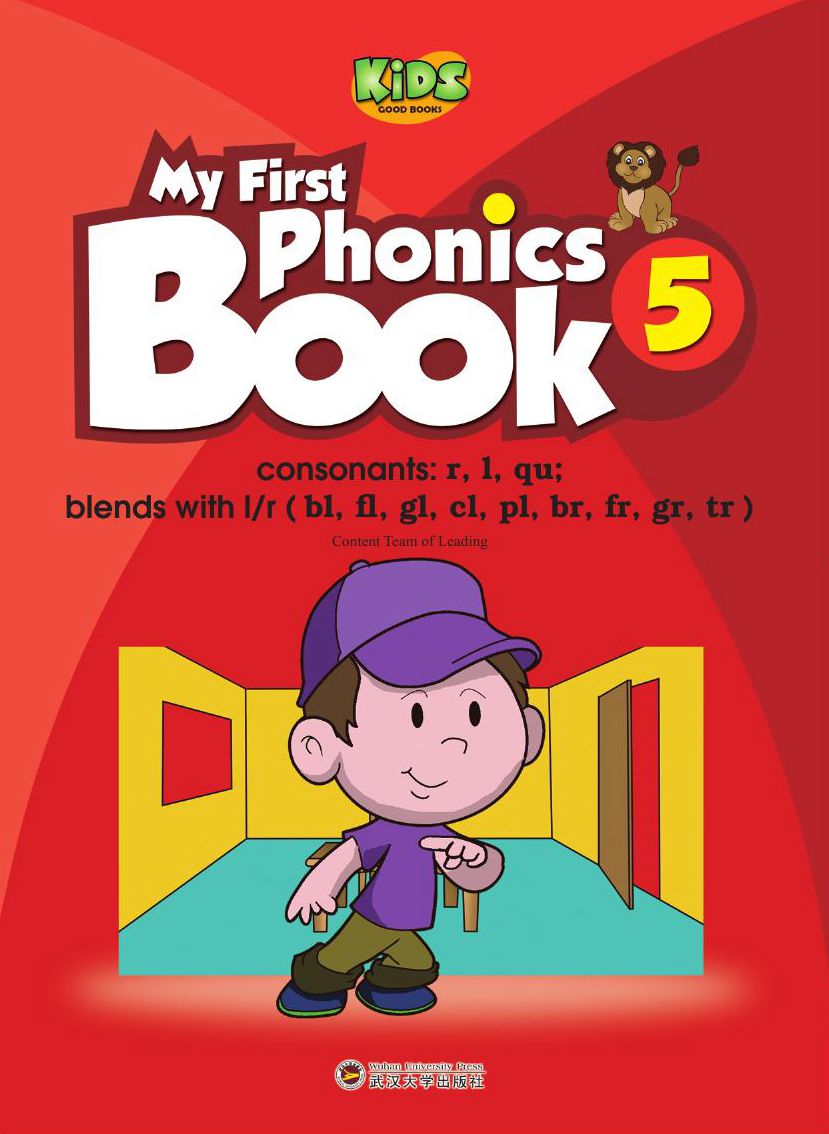 KiDS
GOOD BOOKS
My First
Phonics
Book 5
consonants: r, l, qu;
blends with l/r ( bl, fl, gl, cl, pl, br, fr, gr, tr )
Content Team of Leading
Wuhan University Press
武汉大学出版社